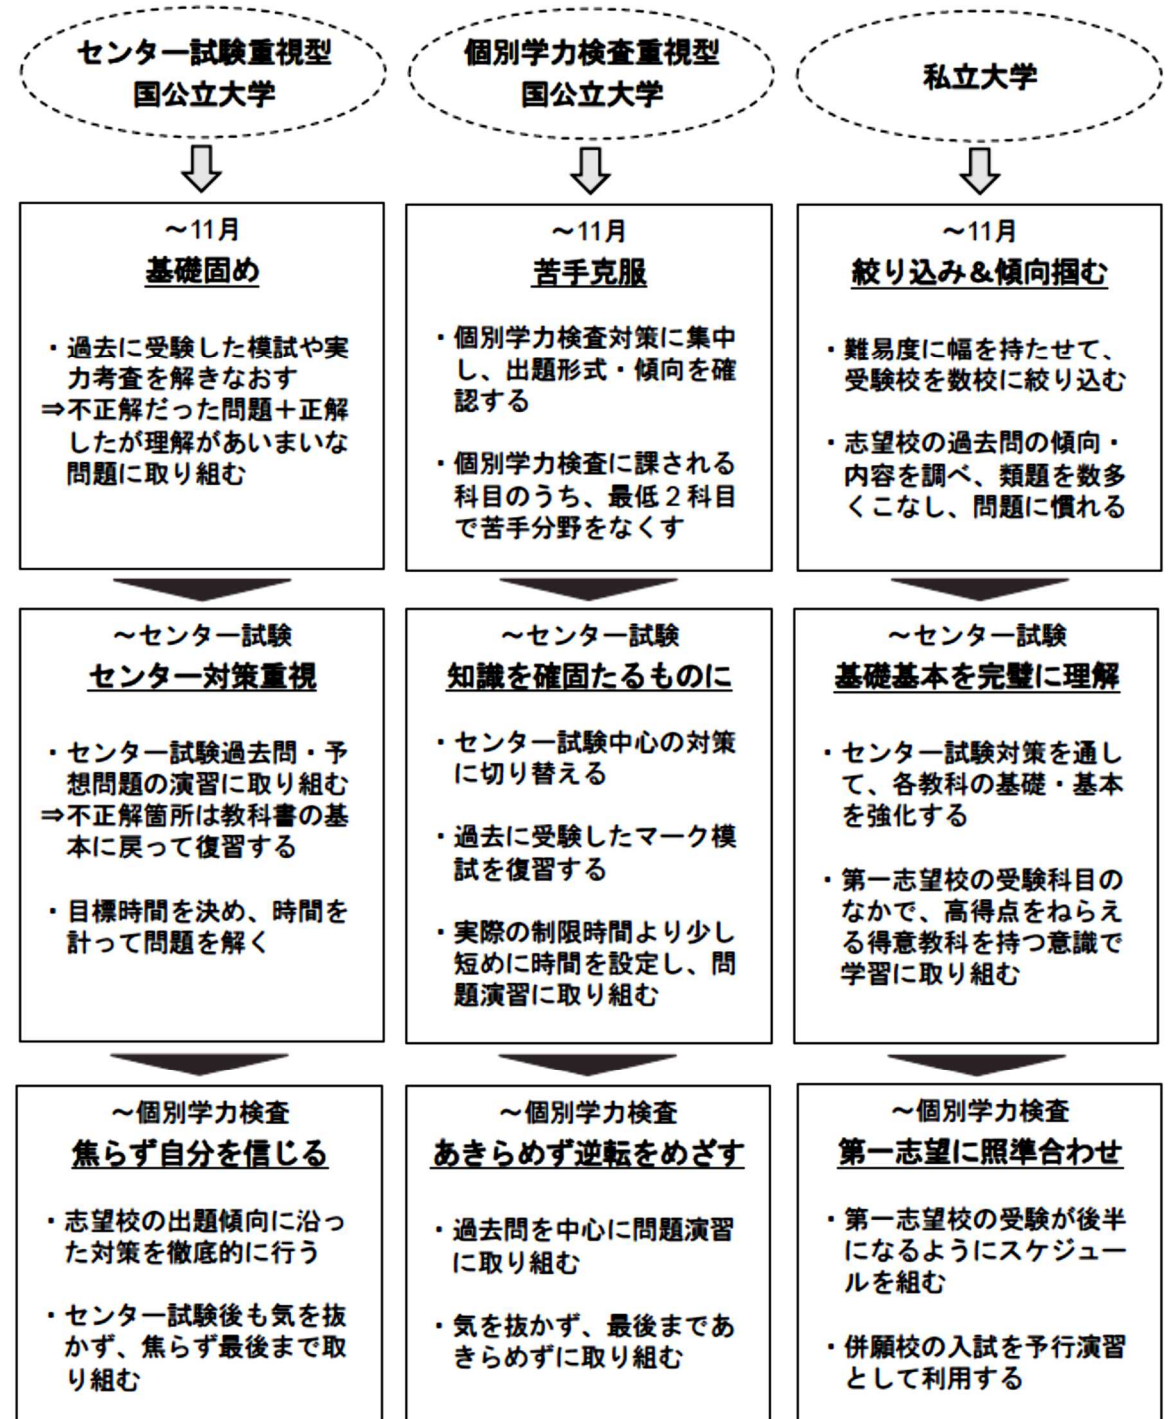 センター試験重視型
国公立大学
個別学力検査重視型
国公立大学
私立大学
～11月
基礎固め
・過去に受験した模試や実
力考査を解きなおす
⇒不正解だった問題＋正解
したが理解があいまいな
問題に取り組む
～11月
苦手克服
・個別学力検査対策に集中
し、出題形式・傾向を確
認する
・個別学力検査に課される
科目のうち、最低２科目
で苦手分野をなくす
～11月
絞り込み＆傾向掴む
・難易度に幅を持たせて、
受験校を数校に絞り込む
・志望校の過去問の傾向・
内容を調べ、類題を数多
くこなし、問題に慣れる
～センター試験
センター対策重視
・センター試験過去問・予
想問題の演習に取り組む
⇒不正解箇所は教科書の基
本に戻って復習する
・目標時間を決め、時間を
計って問題を解く
～センター試験
知識を確固たるものに
・センター試験中心の対策
に切り替える
・過去に受験したマーク模
試を復習する
・実際の制限時間より少し
短めに時間を設定し、問
題演習に取り組む
～センター試験
基礎基本を完璧に理解
・センター試験対策を通し
て、各教科の基礎・基本
を強化する
・第一志望校の受験科目の
なかで、高得点をねらえ
る得意教科を持つ意識で
学習に取り組む
～個別学力検査
焦らず自分を信じる
・志望校の出題傾向に沿っ
た対策を徹底的に行う
・センター試験後も気を抜
かず、焦らず最後まで取
り組む
～個別学力検査
あきらめず逆転をめざす
・過去問を中心に問題演習
に取り組む
・気を抜かず、最後まであ
きらめずに取り組む
～個別学力検査
第一志望に照準合わせ
・第一志望校の受験が後半
になるようにスケジュー
ルを組む
・併願校の入試を予行演習
として利用する